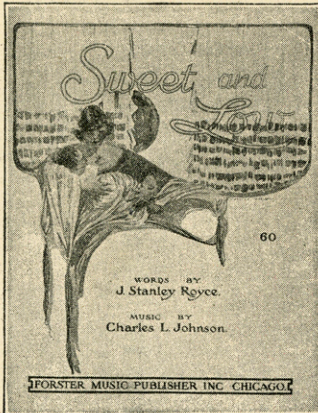 Sweet and
Low
60
WORDS BY
J. Stanley Royce.
MUSIC BY
Charles L. Johnson.
FORSTER MUSIC PUBLISHER INC CHICAGO.